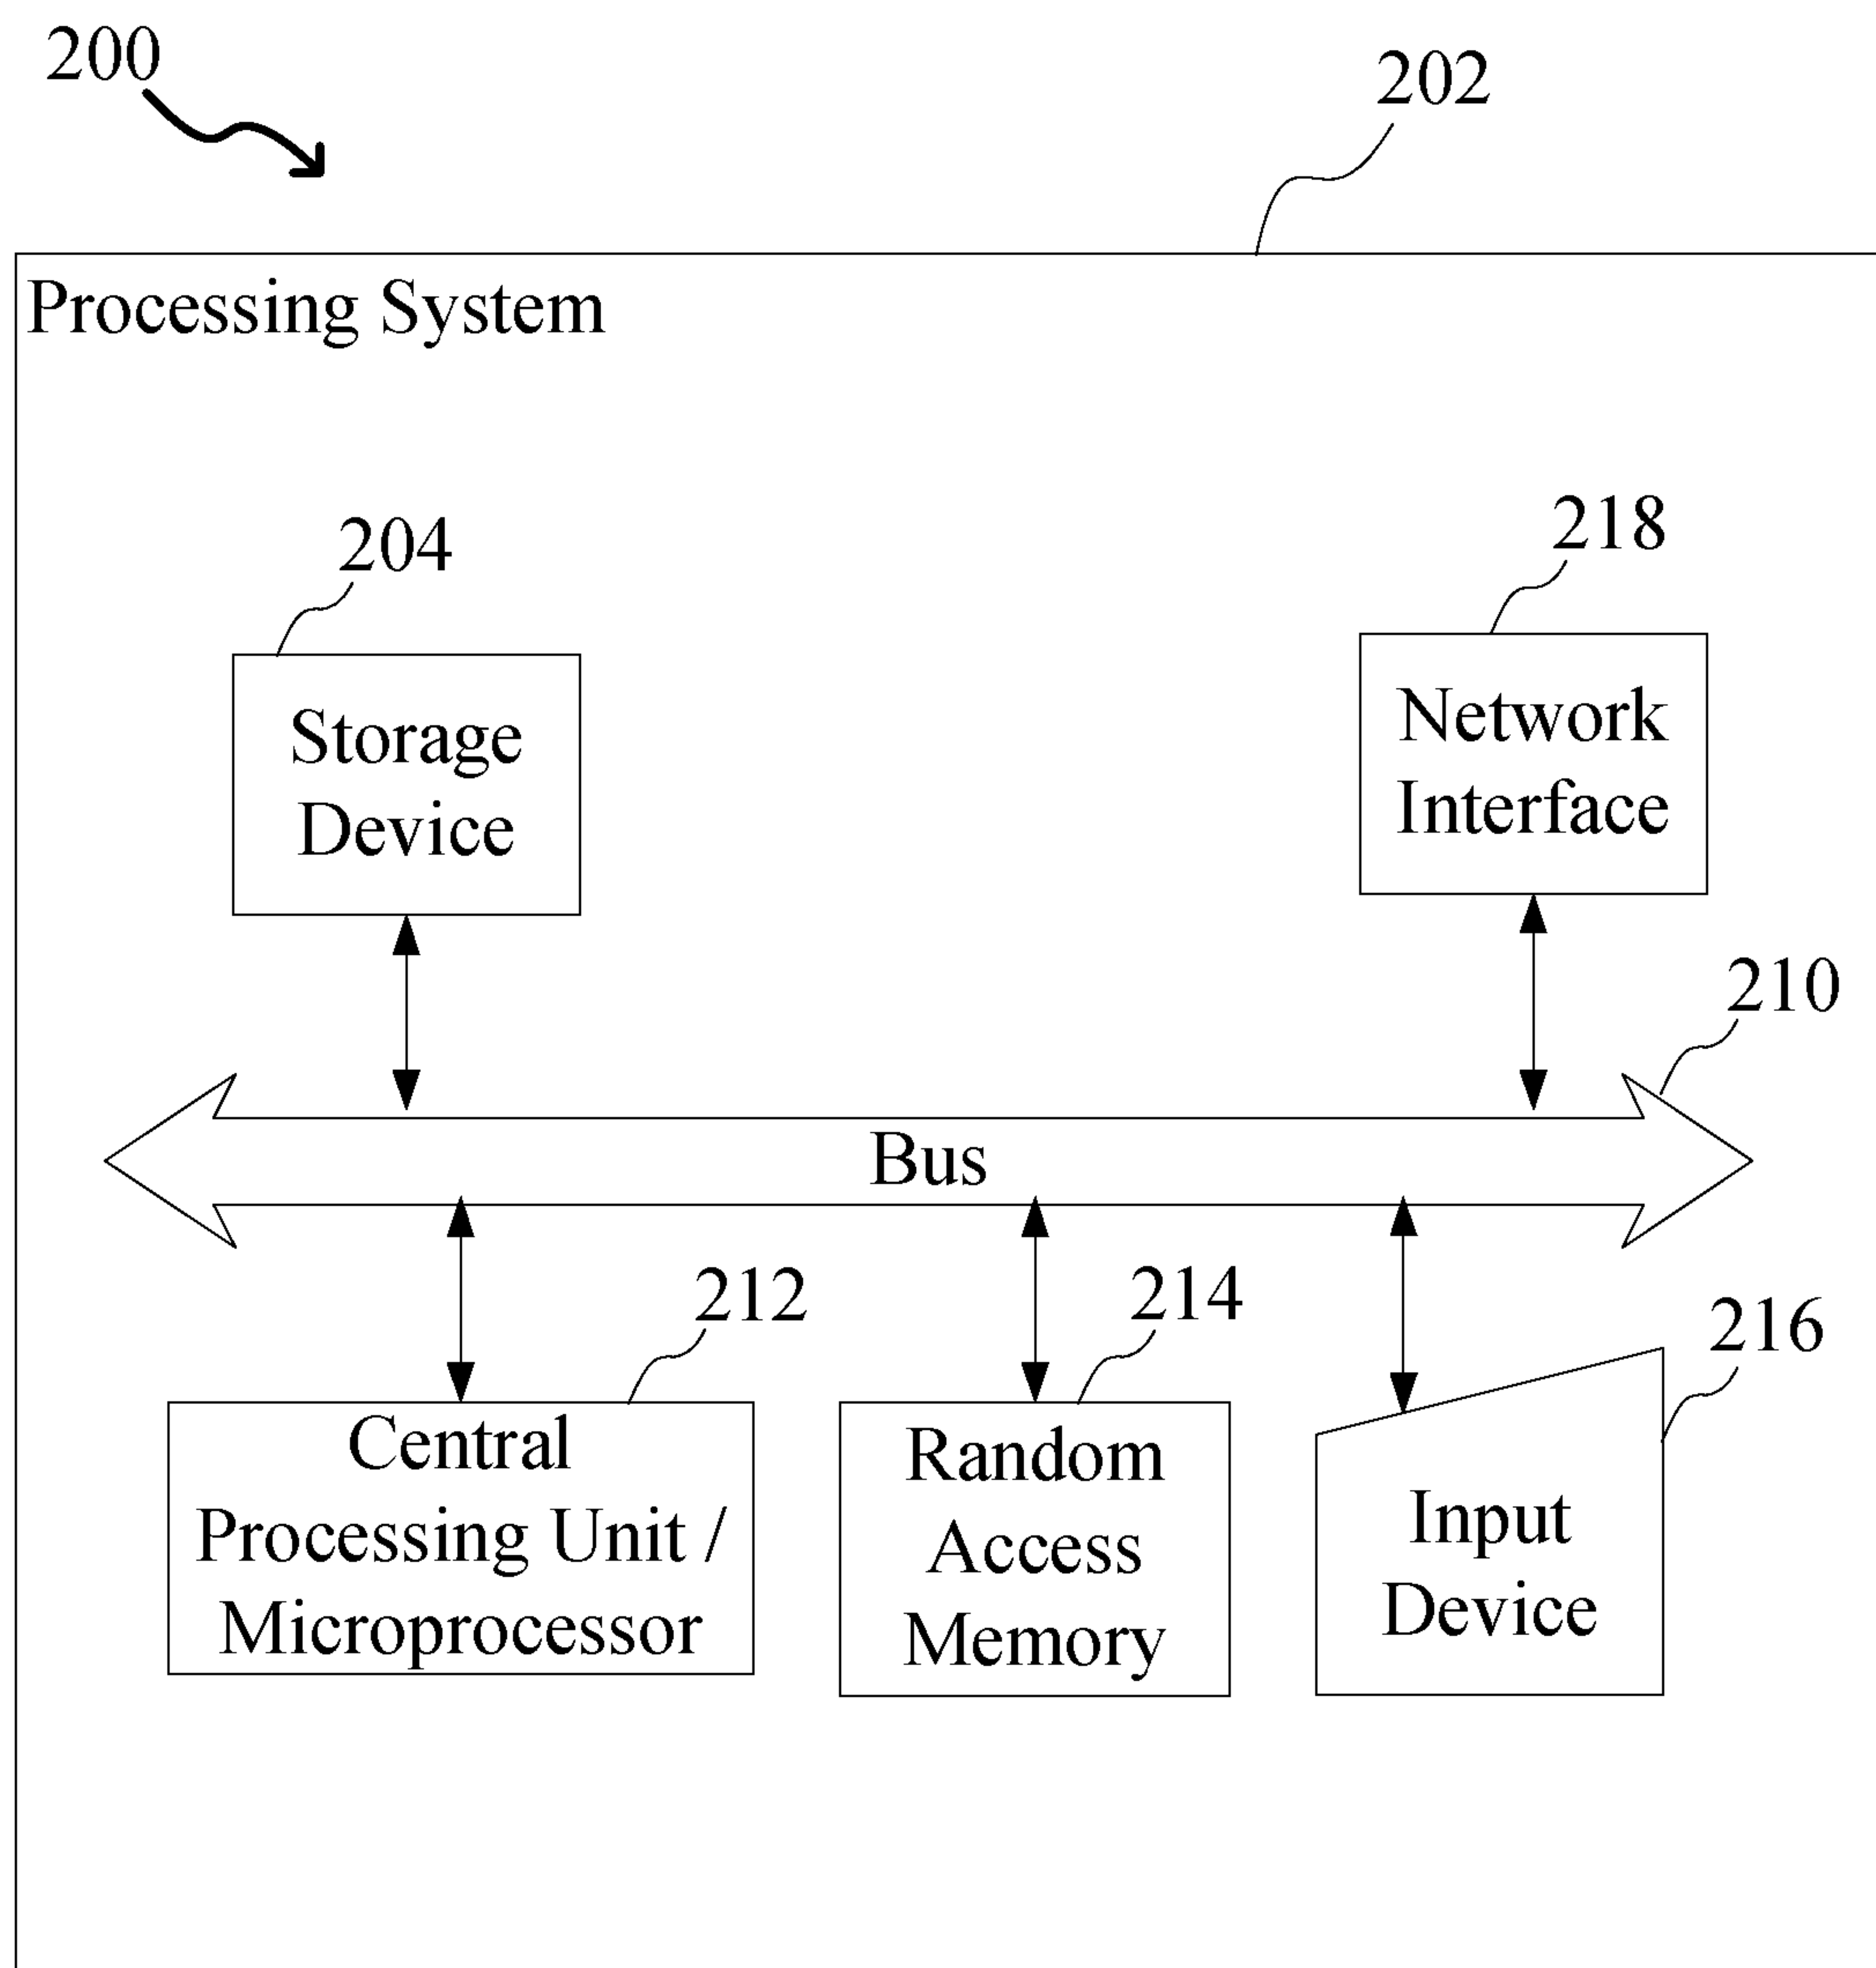 200
202
Processing System
204
218
Storage
Device
Network
Interface
210
Bus
212
214
216
Central
Processing Unit /
Microprocessor
Random
Access
Memory
Input
Device